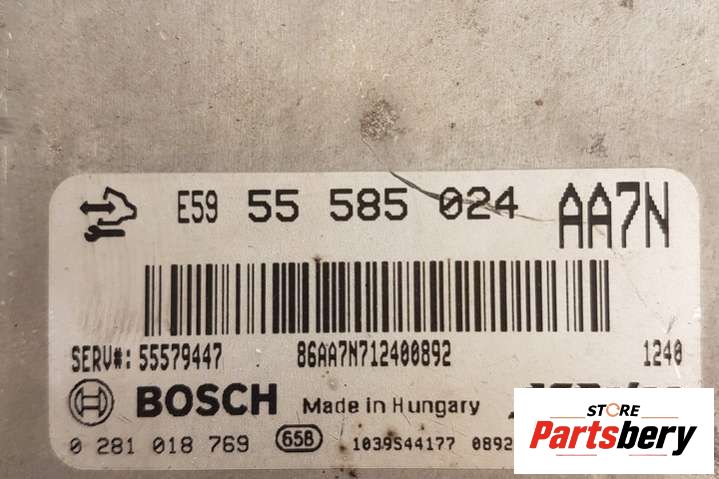 E59 55 585 024 AA7N
SERV#: 55579447 86AA7N712400892 1240
BOSCH Made in Hungary
0 281 018 769 658 1039S44177 0892
STORE
Partsbery